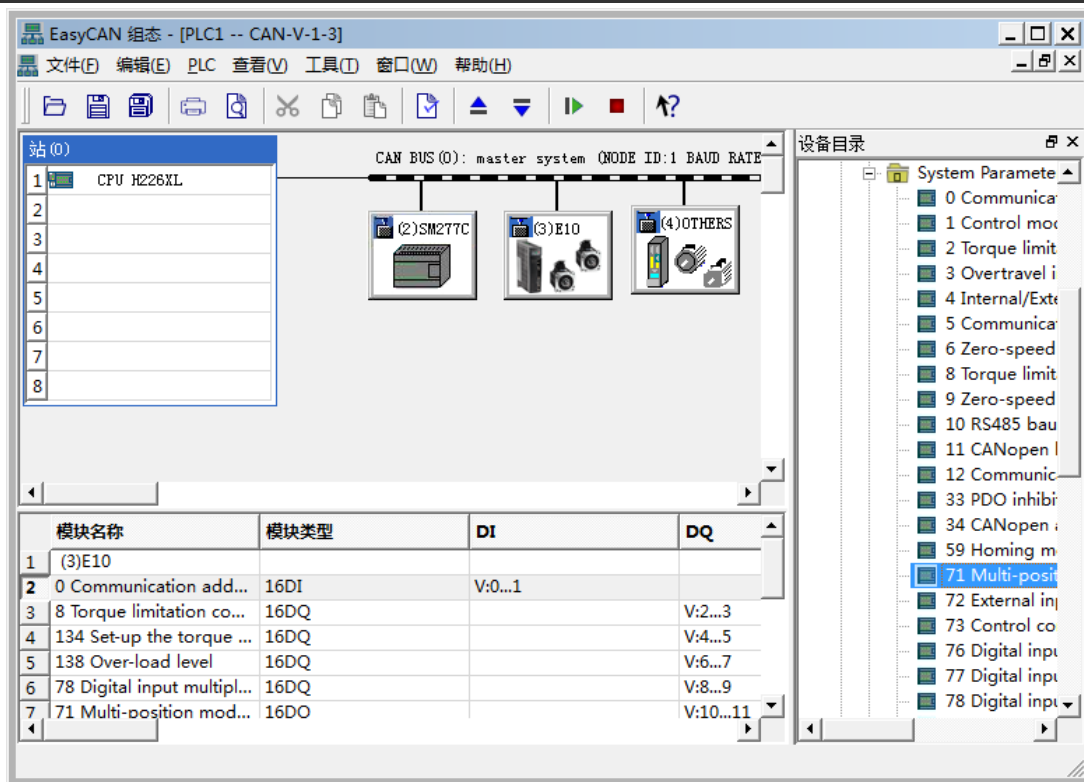 EasyCAN 组态 - [PLC1 -- CAN-V-1-3]
文件(F) 编辑(E) PLC 查看(V) 工具(T) 窗口(W) 帮助(H)
站(0)
1 CPU H226XL
2
3
4
5
6
7
8
CAN BUS(0): master system (NODE ID:1 BAUD RATE
(2)SM277C
(3)E10
(4)OTHERS
模块名称 模块类型 DI DQ
1 (3)E10
2 0 Communication add... 16DI V:0...1
3 8 Torque limitation co... 16DQ V:2...3
4 134 Set-up the torque ... 16DQ V:4...5
5 138 Over-load level 16DQ V:6...7
6 78 Digital input multipl... 16DQ V:8...9
7 71 Multi-position mod... 16DQ V:10...11
设备目录
System Paramete
0 Communica
1 Control mo
2 Torque limit
3 Overtravel i
4 Internal/Exte
5 Communica
6 Zero-speed
8 Torque limit
9 Zero-speed
10 RS485 bau
11 CANopen
12 Communic
33 PDO inhibi
34 CANopen
59 Homing m
71 Multi-posit
72 External in
73 Control co
76 Digital inpu
77 Digital inpu
78 Digital inpu